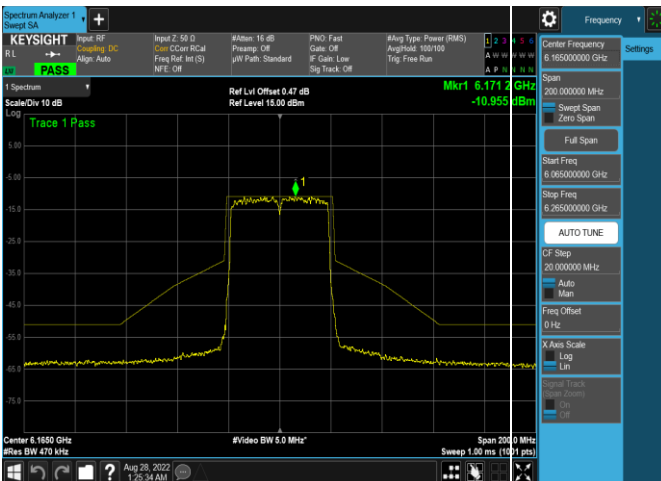 Spectrum Analyzer 1
Swept SA
+
Frequency
KEYSIGHT
RL
LW
PASS
Input: RF
Coupling: DC
Align: Auto
Input Z: 50 Ω
Corr CCorr RCal
Freq Ref: Int (S)
NFE: Off
#Atten: 16 dB
Preamp: Off
µW Path: Standard
PNO: Fast
Gate: Off
IF Gain: Low
Sig Track: Off
#Avg Type: Power (RMS)
Avg|Hold: 100/100
Trig: Free Run
1 2 3 4 5 6
A W W W W W
A P N N N N
1 Spectrum
Scale/Div 10 dB
Log
Ref Lvl Offset 0.47 dB
Ref Level 15.00 dBm
Mkr1 6.171 2 GHz
-10.955 dBm
Trace 1 Pass
5.00
-5.00
-15.0
-25.0
-35.0
-45.0
-55.0
-65.0
-75.0
1
Center 6.1650 GHz
#Res BW 470 kHz
#Video BW 5.0 MHz*
Span 200.0 MHz
Sweep 1.00 ms (1001 pts)
?
Aug 28, 2022
1:25:34 AM
Center Frequency
6.165000000 GHz
Settings
Span
200.000000 MHz
Swept Span
Zero Span
Full Span
Start Freq
6.065000000 GHz
Stop Freq
6.265000000 GHz
AUTO TUNE
CF Step
20.000000 MHz
Auto
Man
Freq Offset
0 Hz
X Axis Scale
Log
Lin
Signal Track
(Span Zoom)
On
Off